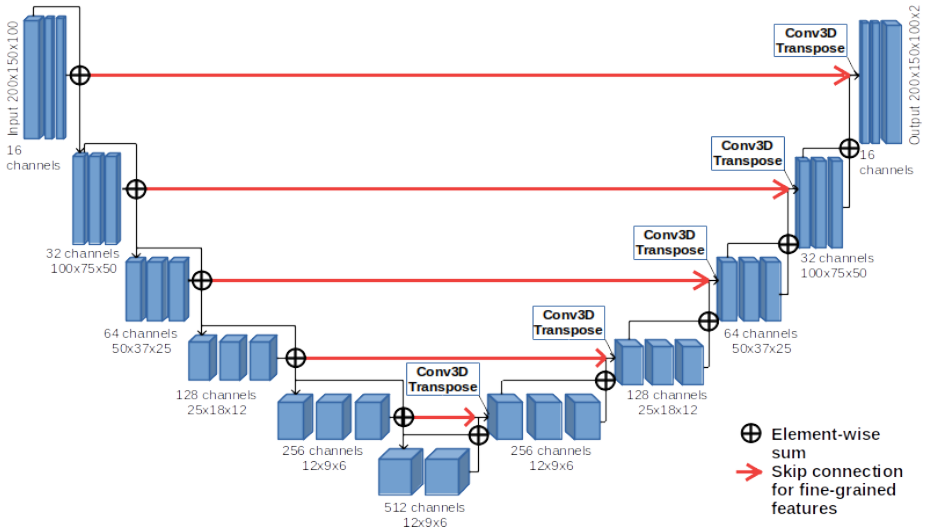 Input 200x150x100
16
channels
32 channels
100x75x50
64 channels
50x37x25
128 channels
25x18x12
256 channels
12x9x6
512 channels
12x9x6
Conv3D
Transpose
256 channels
12x9x6
Conv3D
Transpose
128 channels
25x18x12
Conv3D
Transpose
64 channels
50x37x25
Conv3D
Transpose
32 channels
100x75x50
Conv3D
Transpose
16
channels
Output 200x150x100x2
Element-wise
sum
Skip connection
for fine-grained
features